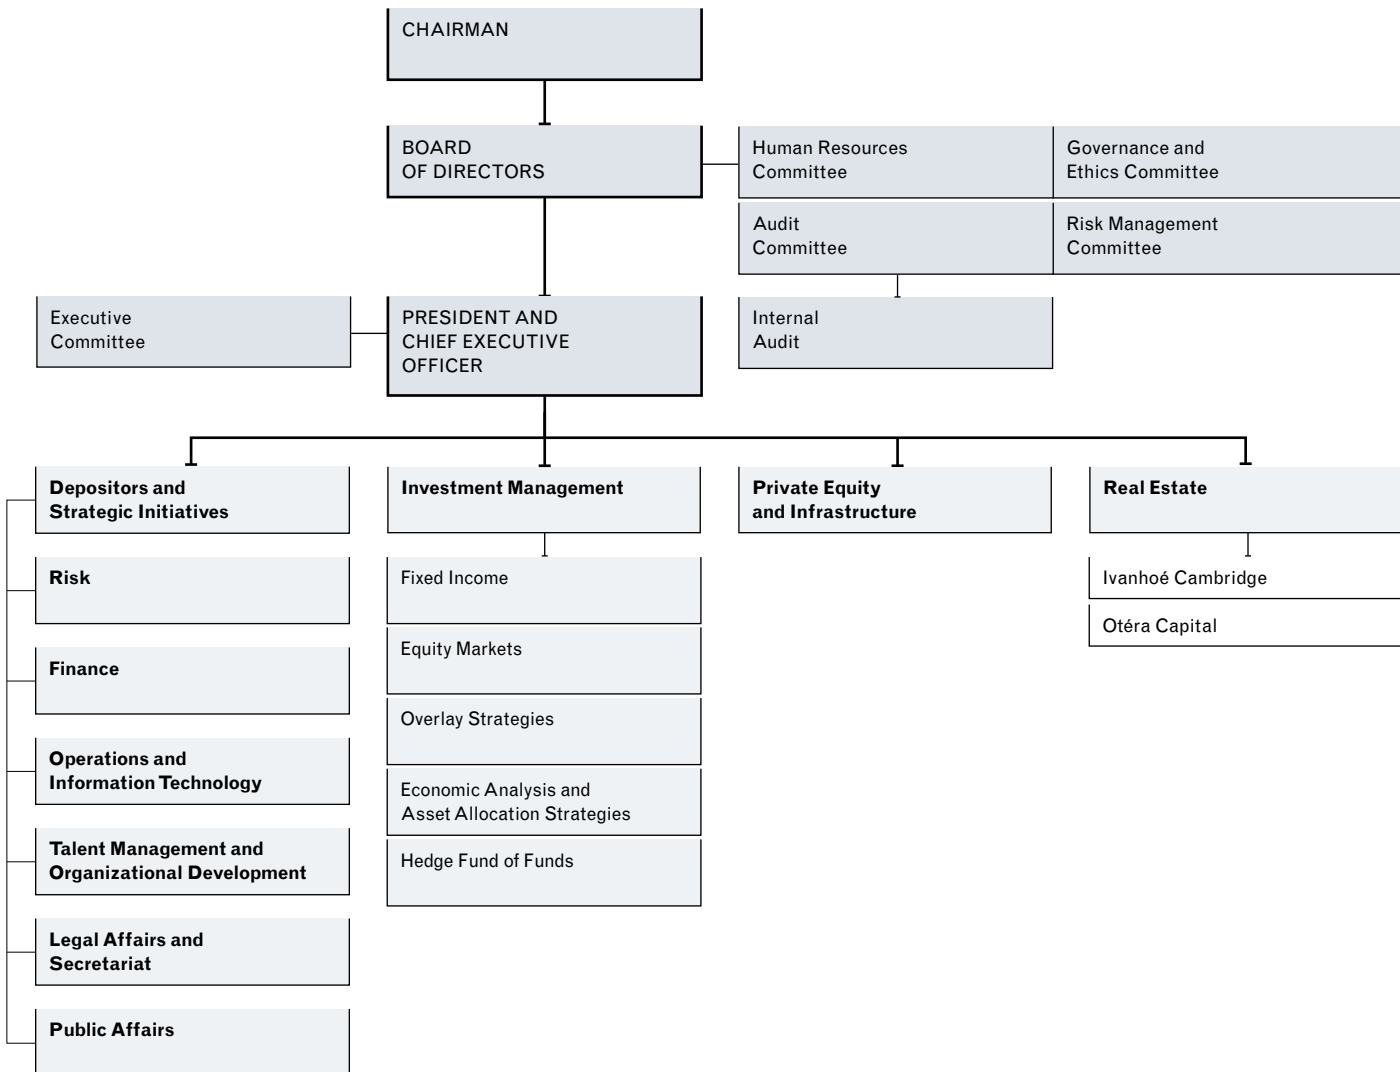 CHAIRMAN
BOARD
OF DIRECTORS
Human Resources
Committee
Governance and
Ethics Committee
Audit
Committee
Risk Management
Committee
Executive
Committee
PRESIDENT AND
CHIEF EXECUTIVE
OFFICER
Internal
Audit
Depositors and
Strategic Initiatives
Risk
Finance
Operations and
Information Technology
Talent Management and
Organizational Development
Legal Affairs and
Secretariat
Public Affairs
Investment Management
Fixed Income
Equity Markets
Overlay Strategies
Economic Analysis and
Asset Allocation Strategies
Hedge Fund of Funds
Private Equity
and Infrastructure
Real Estate
Ivanhoé Cambridge
Otéra Capital